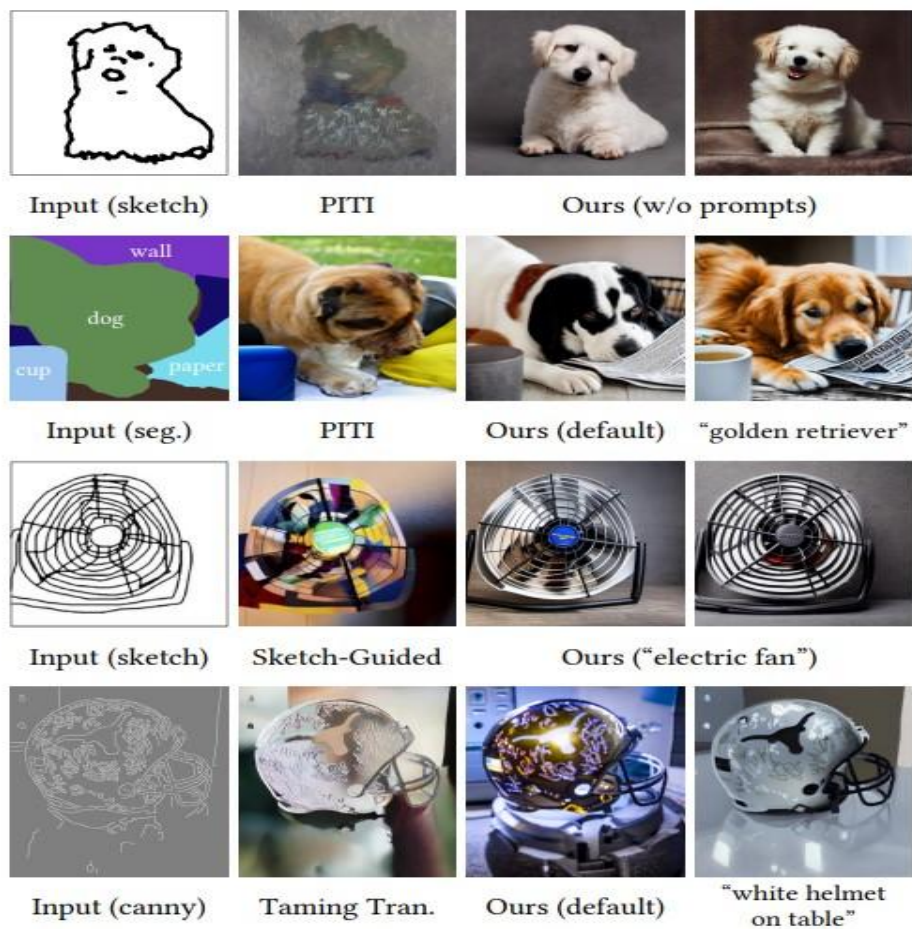 Input (sketch) PITI Ours (w/o prompts)
wall
dog
cup paper
Input (seg.) PITI Ours (default) "golden retriever"
Input (sketch) Sketch-Guided Ours ("electric fan")
Input (canny) Taming Tran. Ours (default) "white helmet
on table"